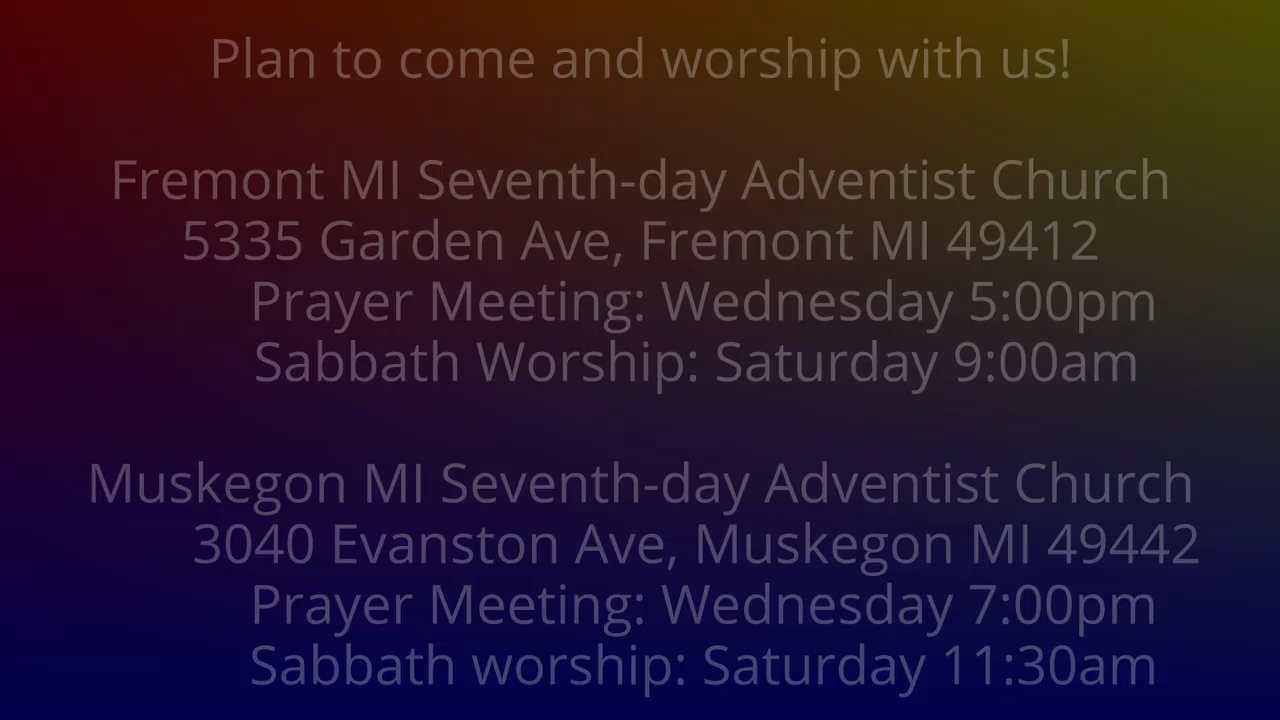 Plan to come and worship with us!
Fremont MI Seventh-day Adventist Church
5335 Garden Ave, Fremont MI 49412
Prayer Meeting: Wednesday 5:00pm
Sabbath Worship: Saturday 9:00am
Muskegon MI Seventh-day Adventist Church
3040 Evanston Ave, Muskegon MI 49442
Prayer Meeting: Wednesday 7:00pm
Sabbath worship: Saturday 11:30am